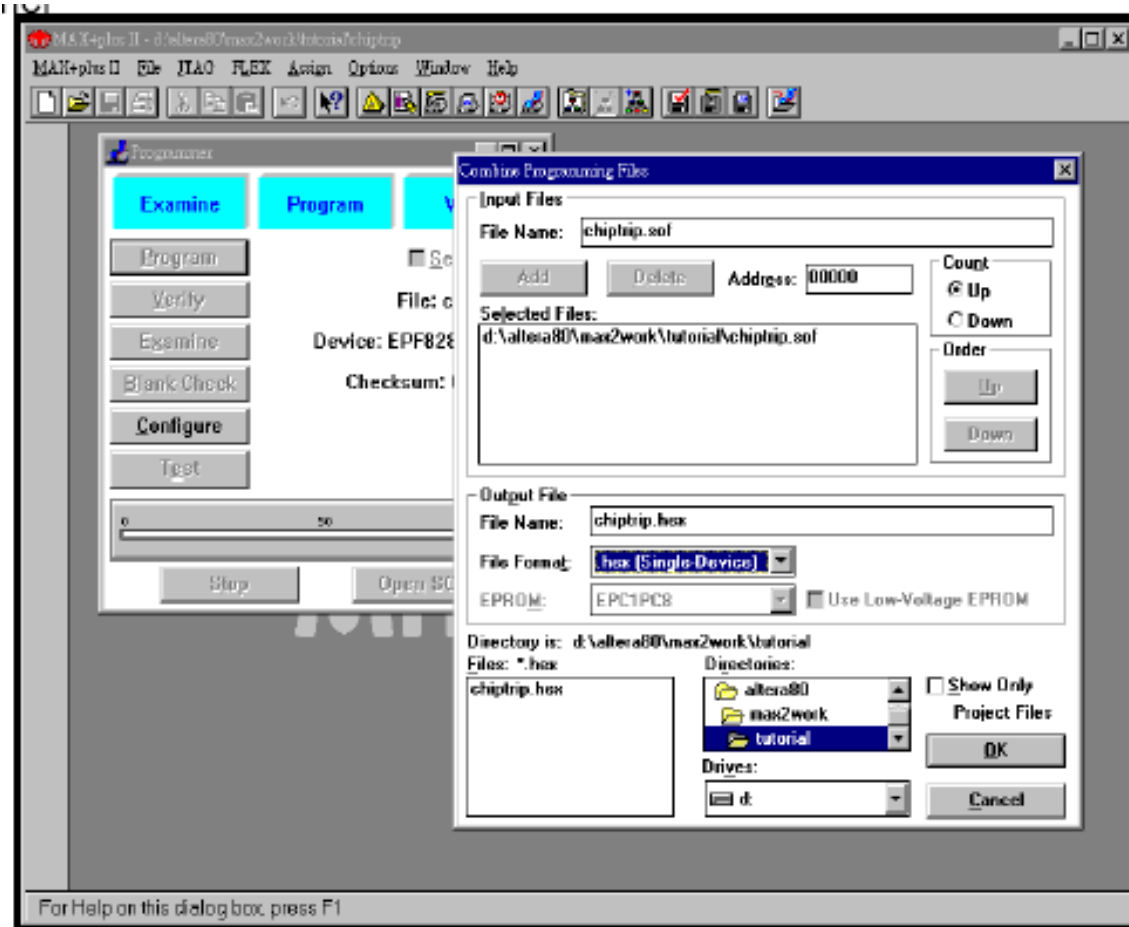 MAX+plus II - d:\altera80\max2work\tutorial\chiptrip
MAX+plus II File JTAG FLEX Assign Options Window Help
Programmer
Examine Program
Program
Verify
Examine
Blank Check
Configure
Test
File:
Device: EPF828
Checksum:
0 50
Stop Open
Combine Programming Files
Input Files
File Name: chiptrip.sof
Add Delete Address: 00000
Selected Files:
d:\altera80\max2work\tutorial\chiptrip.sof
Count
Up
Down
Order
Up
Down
Output File
File Name: chiptrip.hex
File Format: .hex (Single-Device)
EPROM: EPC1PC8 Use Low-Voltage EPROM
Directory is: d:\altera80\max2work\tutorial
Files: *.hex
chiptrip.hex
Directories:
altera80
max2work
tutorial
Drives:
d:
Show Only
Project Files
OK
Cancel
For Help on this dialog box, press F1